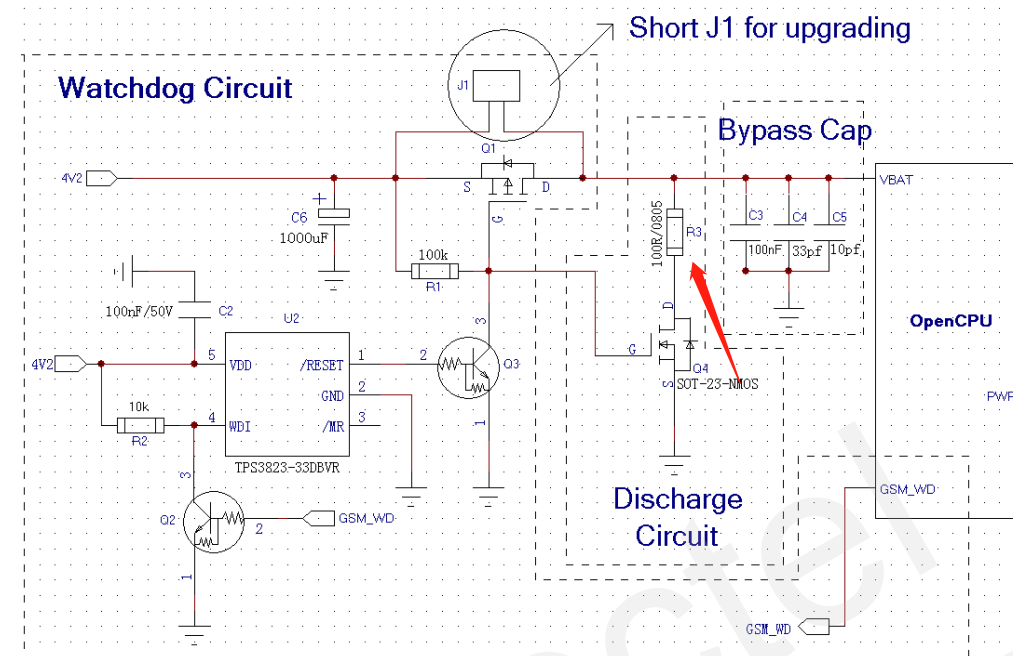 Short J1 for upgrading
Watchdog Circuit
J1
Bypass Cap
Q1
4V2
S
D
VBAT
G
C6
1000uF
100R/0805
R3
C3
C4
C5
100nF
33pf
10pf
100k
R1
100nF/50V
C2
U2
OpenCPU
4V2
5
VDD
/RESET
1
2
3
Q3
G
D
Q4
S
SOT-23-NMOS
GND
2
PWR
10k
R2
4
WDI
/MR
3
1
TPS3823-33DBVR
3
Q2
2
GSM_WD
1
Discharge
Circuit
GSM_WD
GSM_WD
ctel